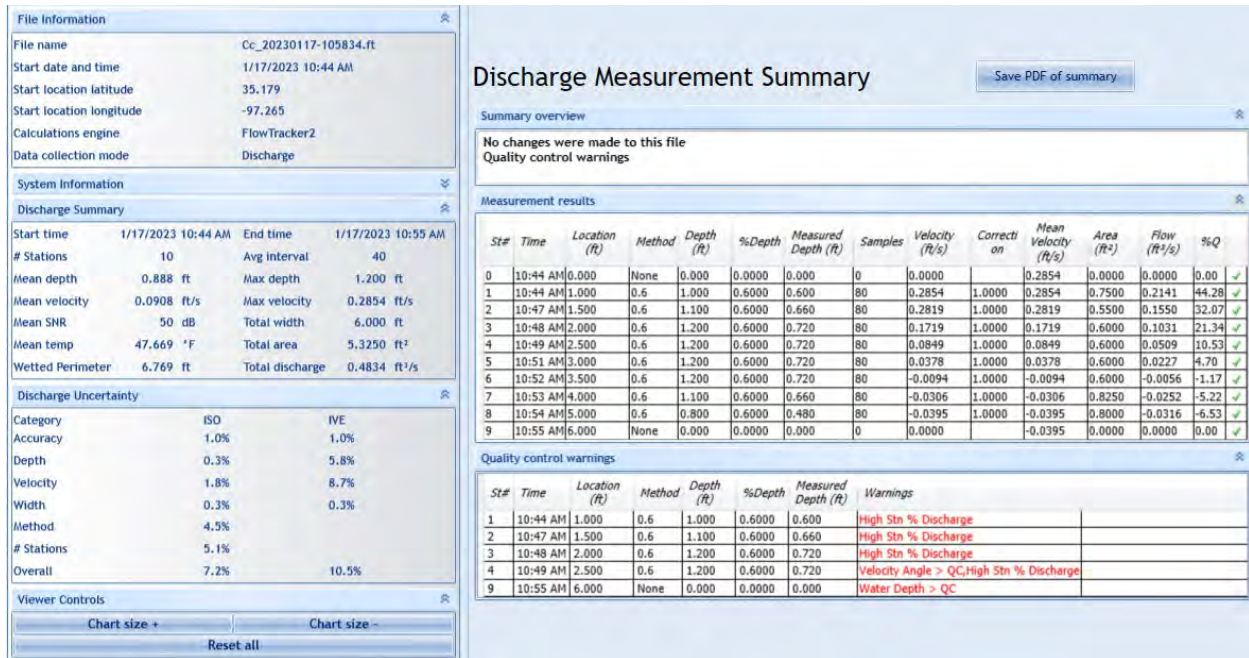 File Information
File name Cc_20230117-105834.ft
Start date and time 1/17/2023 10:44 AM
Start location latitude 35.179
Start location longitude -97.265
Calculations engine FlowTracker2
Data collection mode Discharge
System Information
Discharge Summary
Start time 1/17/2023 10:44 AM End time 1/17/2023 10:55 AM
# Stations 10 Avg interval 40
Mean depth 0.888 ft Max depth 1.200 ft
Mean velocity 0.0908 ft/s Max velocity 0.2854 ft/s
Mean SNR 50 dB Total width 6.000 ft
Mean temp 47.669 °F Total area 5.3250 ft²
Wetted Perimeter 6.769 ft Total discharge 0.4834 ft³/s
Discharge Uncertainty
Category ISO IVE
Accuracy 1.0% 1.0%
Depth 0.3% 5.8%
Velocity 1.8% 8.7%
Width 0.3% 0.3%
Method 4.5%
# Stations 5.1%
Overall 7.2% 10.5%
Viewer Controls
Chart size + Chart size -
Reset all
Discharge Measurement Summary
Save PDF of summary
Summary overview
No changes were made to this file
Quality control warnings
Measurement results
St# Time Location (ft) Method Depth (ft) %Depth Measured Depth (ft) Samples Velocity (ft/s) Correcti on Mean Velocity (ft/s) Area (ft²) Flow (ft³/s) %Q
0 10:44 AM 0.000 None 0.000 0.0000 0.000 0 0.0000 0.2854 0.0000 0.0000 0.00 ✓
1 10:44 AM 1.000 0.6 1.000 0.6000 0.600 80 0.2854 1.0000 0.2854 0.7500 0.2141 44.28 ✓
2 10:47 AM 1.500 0.6 1.100 0.6000 0.660 80 0.2819 1.0000 0.2819 0.5500 0.1550 32.07 ✓
3 10:48 AM 2.000 0.6 1.200 0.6000 0.720 80 0.1719 1.0000 0.1719 0.6000 0.1031 21.34 ✓
4 10:49 AM 2.500 0.6 1.200 0.6000 0.720 80 0.0849 1.0000 0.0849 0.6000 0.0509 10.53 ✓
5 10:51 AM 3.000 0.6 1.200 0.6000 0.720 80 0.0378 1.0000 0.0378 0.6000 0.0227 4.70 ✓
6 10:52 AM 3.500 0.6 1.200 0.6000 0.720 80 -0.0094 1.0000 -0.0094 0.6000 -0.0056 -1.17 ✓
7 10:53 AM 4.000 0.6 1.100 0.6000 0.660 80 -0.0306 1.0000 -0.0306 0.8250 -0.0252 -5.22 ✓
8 10:54 AM 5.000 0.6 0.800 0.6000 0.480 80 -0.0395 1.0000 -0.0395 0.8000 -0.0316 -6.53 ✓
9 10:55 AM 6.000 None 0.000 0.0000 0.000 0 0.0000 -0.0395 0.0000 0.0000 0.00 ✓
Quality control warnings
St# Time Location (ft) Method Depth (ft) %Depth Measured Depth (ft) Warnings
1 10:44 AM 1.000 0.6 1.000 0.6000 0.600 High Stn % Discharge
2 10:47 AM 1.500 0.6 1.100 0.6000 0.660 High Stn % Discharge
3 10:48 AM 2.000 0.6 1.200 0.6000 0.720 High Stn % Discharge
4 10:49 AM 2.500 0.6 1.200 0.6000 0.720 Velocity Angle > QC,High Stn % Discharge
9 10:55 AM 6.000 None 0.000 0.0000 0.000 Water Depth > QC